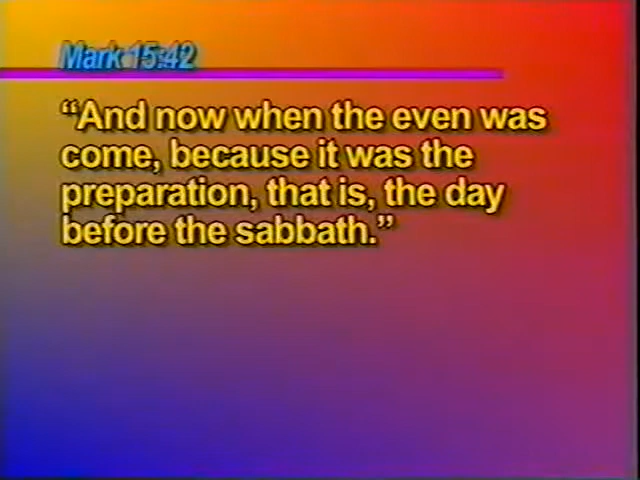 Mark 15:42
“And now when the even was
come, because it was the
preparation, that is, the day
before the sabbath.”